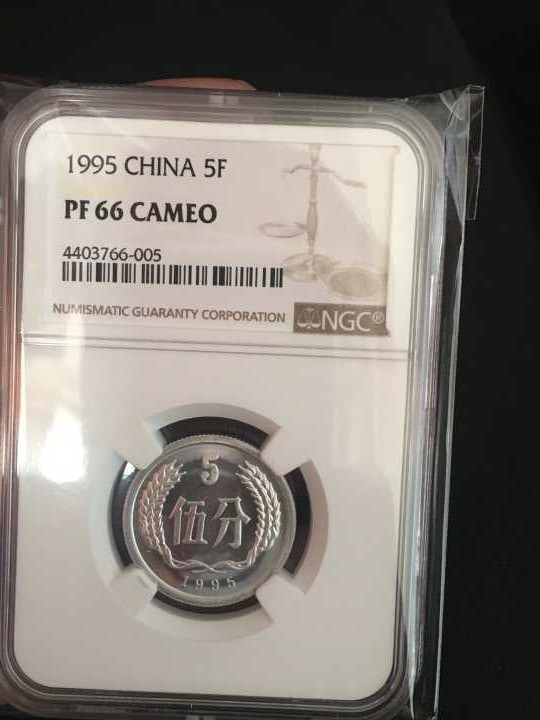 1995 CHINA 5F
PF 66 CAMEO
4403766-005
NUMISMATIC GUARANTY CORPORATION
NGC®
5
伍分
1995